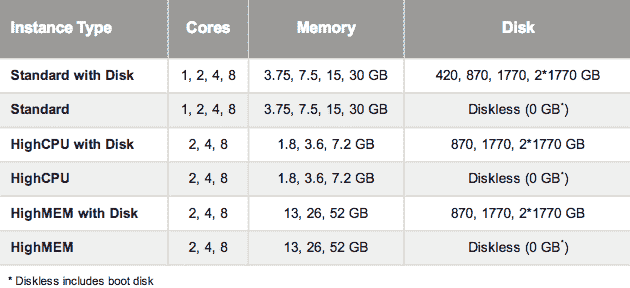 Instance Type Cores Memory Disk
Standard with Disk 1, 2, 4, 8 3.75, 7.5, 15, 30 GB 420, 870, 1770, 2*1770 GB
Standard 1, 2, 4, 8 3.75, 7.5, 15, 30 GB Diskless (0 GB*)
HighCPU with Disk 2, 4, 8 1.8, 3.6, 7.2 GB 870, 1770, 2*1770 GB
HighCPU 2, 4, 8 1.8, 3.6, 7.2 GB Diskless (0 GB*)
HighMEM with Disk 2, 4, 8 13, 26, 52 GB 870, 1770, 2*1770 GB
HighMEM 2, 4, 8 13, 26, 52 GB Diskless (0 GB*)
* Diskless includes boot disk